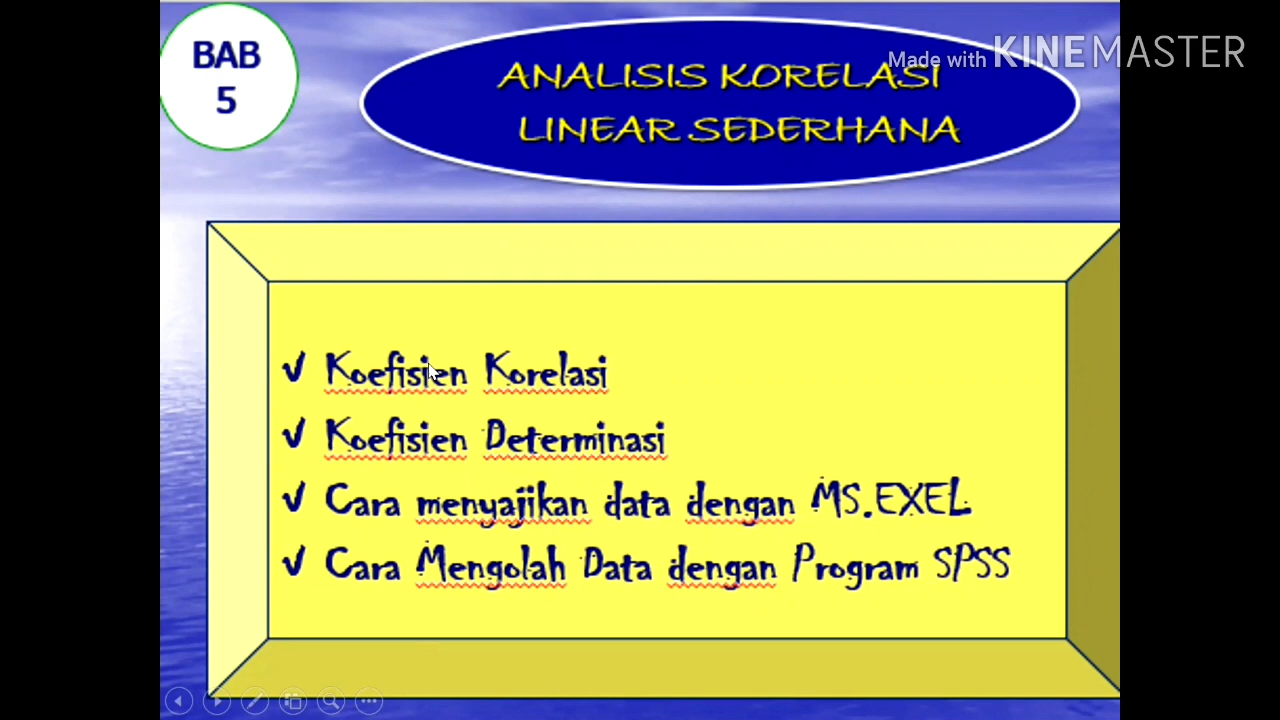 BAB
5
ANALISIS KORELASI
LINEAR SEDERHANA
Made with KINEMASTER
√ Koefisien Korelasi
√ Koefisien Determinasi
√ Cara menyajikan data dengan MS.EXEL
√ Cara Mengolah Data dengan Program SPSS